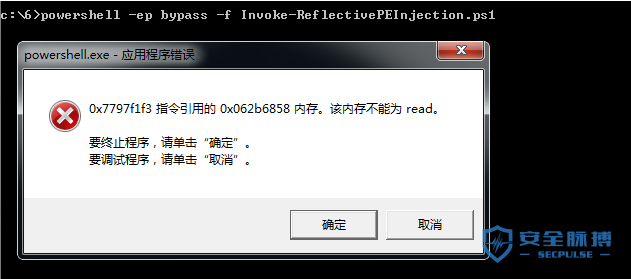 c:\6>powershell -ep bypass -f Invoke-ReflectivePEInjection.ps1
powershell.exe - 应用程序错误
0x7797f1f3 指令引用的 0x062b6858 内存。该内存不能为 read。
要终止程序，请单击“确定”。
要调试程序，请单击“取消”。
确定
取消
安全脉搏
SECPULSE